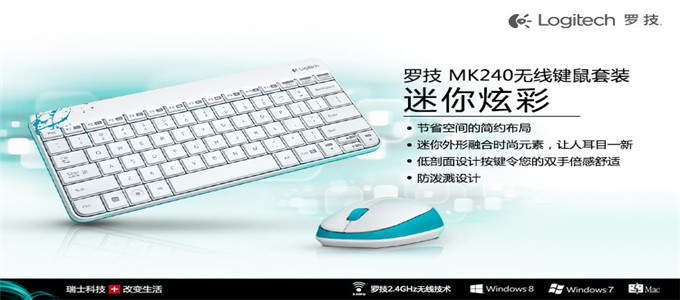 Logitech 罗技
Logitech
罗技 MK240无线键鼠套装
迷你炫彩
• 节省空间的简约布局
• 迷你外形融合时尚元素，让人耳目一新
• 低剖面设计按键令您的双手倍感舒适
• 防泼溅设计
瑞士科技 + 改变生活
2.4GHz 罗技2.4GHz无线技术 Windows 8 Windows 7 Mac